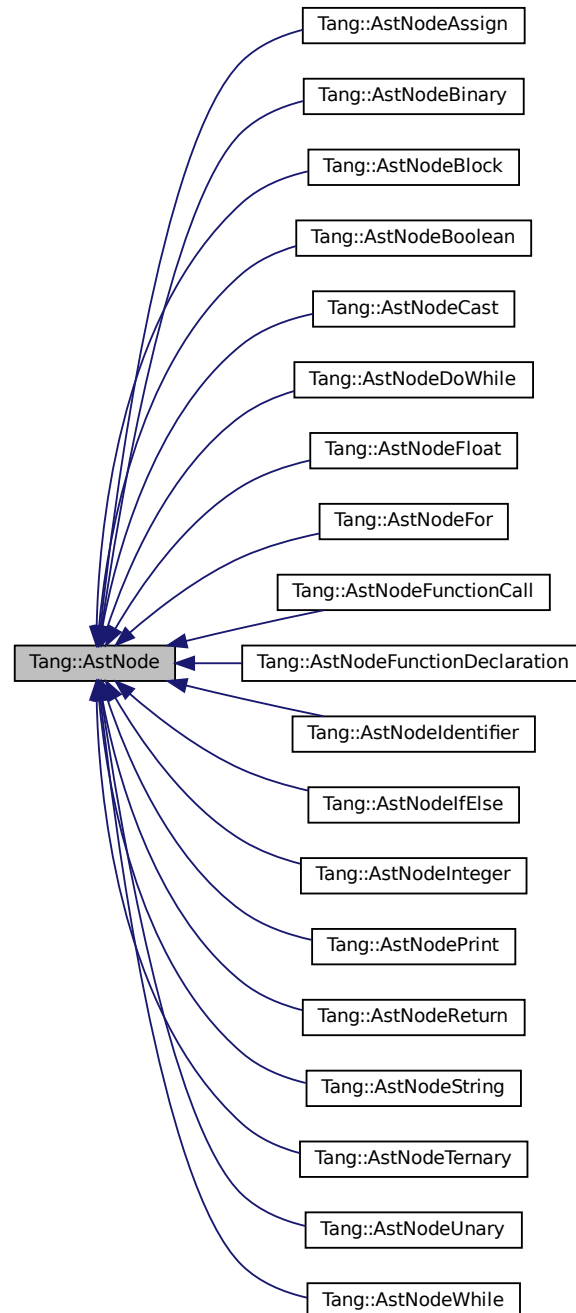 Tang::AstNodeAssign
Tang::AstNodeBinary
Tang::AstNodeBlock
Tang::AstNodeBoolean
Tang::AstNodeCast
Tang::AstNodeDoWhile
Tang::AstNodeFloat
Tang::AstNodeFor
Tang::AstNodeFunctionCall
Tang::AstNode
Tang::AstNodeFunctionDeclaration
Tang::AstNodeIdentifier
Tang::AstNodeIfElse
Tang::AstNodeInteger
Tang::AstNodePrint
Tang::AstNodeReturn
Tang::AstNodeString
Tang::AstNodeTernary
Tang::AstNodeUnary
Tang::AstNodeWhile